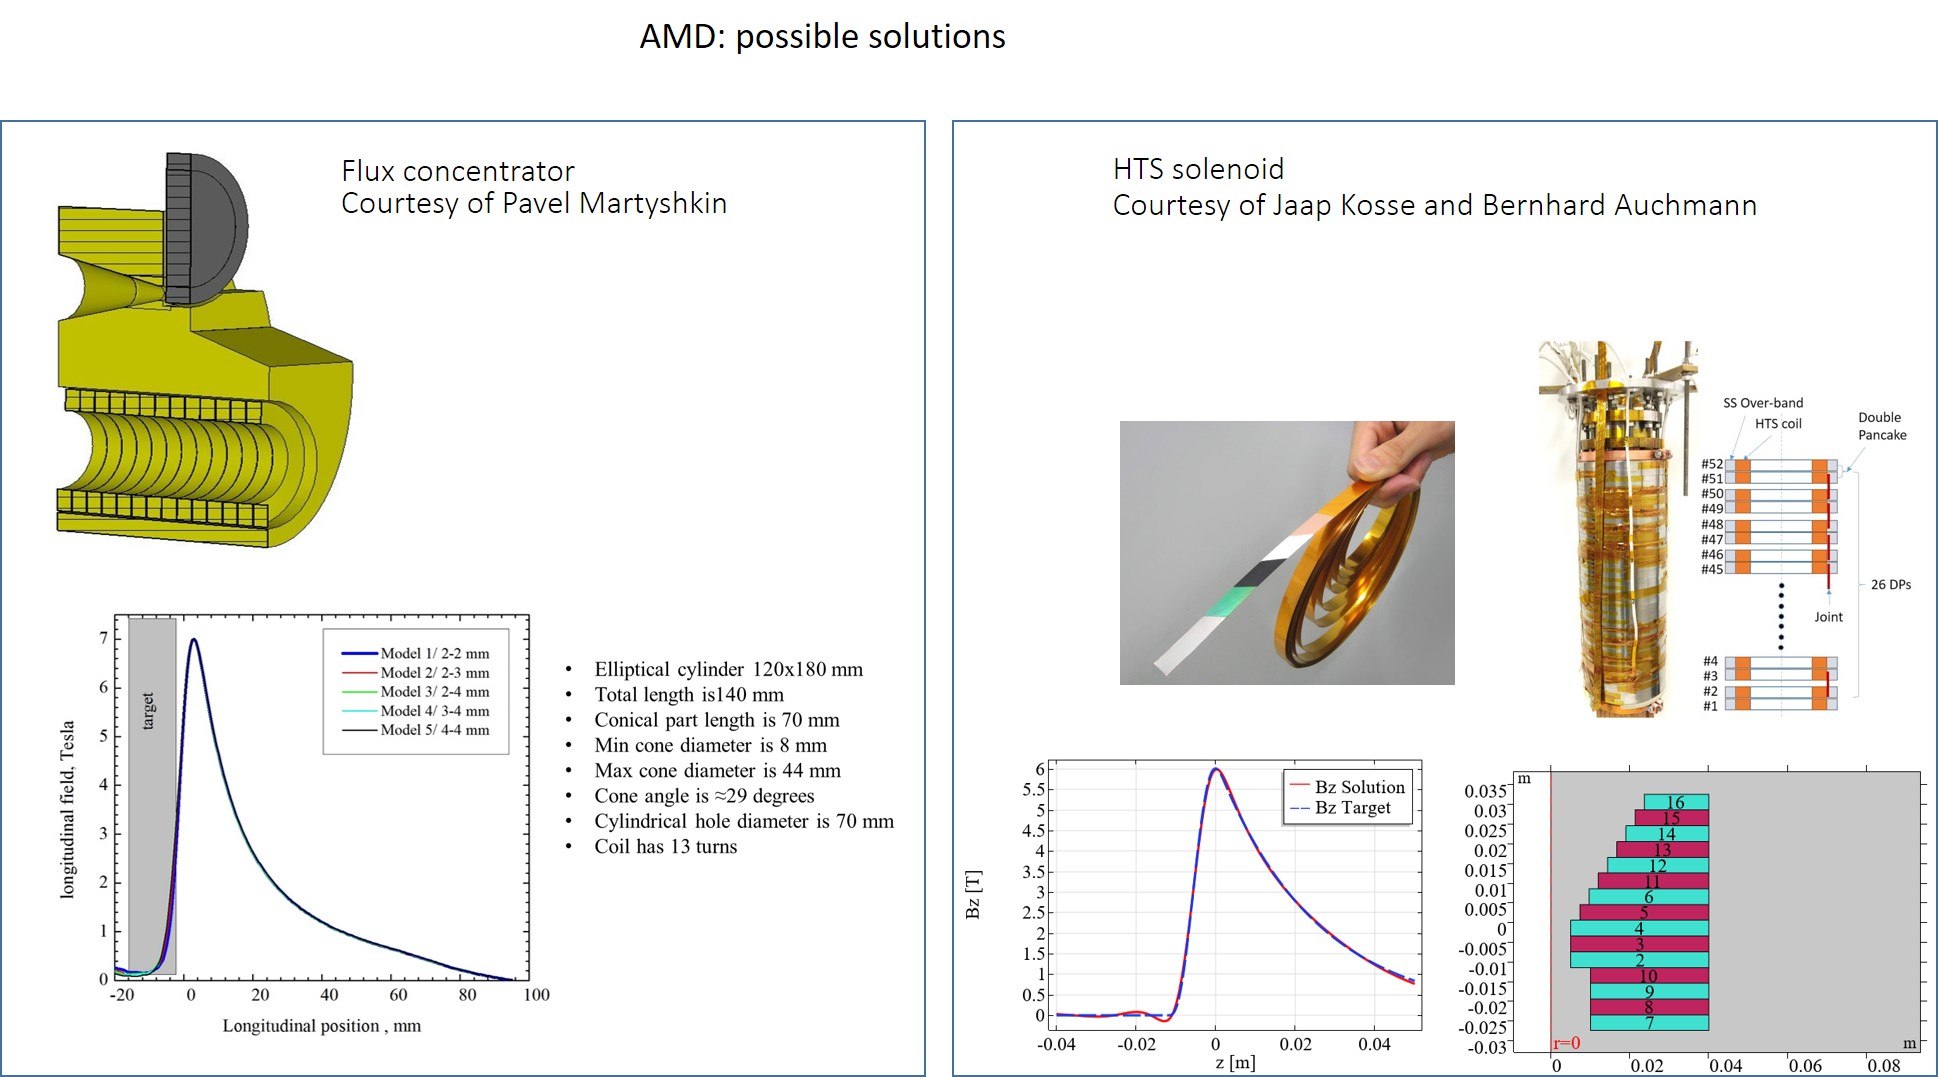 AMD: possible solutions
Flux concentrator
Courtesy of Pavel Martyshkin
7
6
5
4
3
2
1
0
longitudinal field, Tesla
target
Model 1/ 2-2 mm
Model 2/ 2-3 mm
Model 3/ 2-4 mm
Model 4/ 3-4 mm
Model 5/ 4-4 mm
-20 0 20 40 60 80 100
Longitudinal position , mm
• Elliptical cylinder 120x180 mm
• Total length is140 mm
• Conical part length is 70 mm
• Min cone diameter is 8 mm
• Max cone diameter is 44 mm
• Cone angle is ≈29 degrees
• Cylindrical hole diameter is 70 mm
• Coil has 13 turns
HTS solenoid
Courtesy of Jaap Kosse and Bernhard Auchmann
SS Over-band
HTS coil
Double
Pancake
#52
#51
#50
#49
#48
#47
#46
#45
26 DPs
Joint
#4
#3
#2
#1
6
5.5
5
4.5
4
3.5
3
2.5
2
1.5
1
0.5
0
Bz [T]
Bz Solution
Bz Target
-0.04 -0.02 0 0.02 0.04
z [m]
m
0.035
0.03
0.025
0.02
0.015
0.01
0.005
0
-0.005
-0.01
-0.015
-0.02
-0.025
-0.03
16
15
14
13
12
11
6
5
4
3
2
10
9
8
7
r=0
m
0 0.02 0.04 0.06 0.08